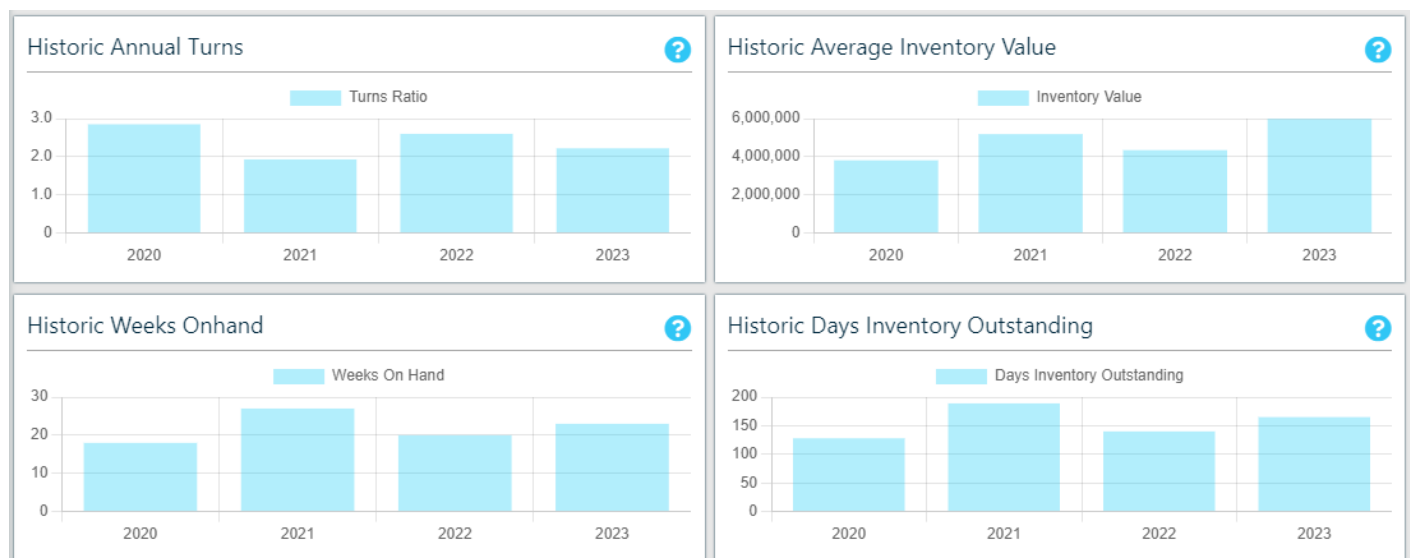 Historic Annual Turns
?
Turns Ratio
3.0
2.0
1.0
0
2020 2021 2022 2023
Historic Average Inventory Value
?
Inventory Value
6,000,000
4,000,000
2,000,000
0
2020 2021 2022 2023
Historic Weeks Onhand
?
Weeks On Hand
30
20
10
0
2020 2021 2022 2023
Historic Days Inventory Outstanding
?
Days Inventory Outstanding
200
150
100
50
0
2020 2021 2022 2023